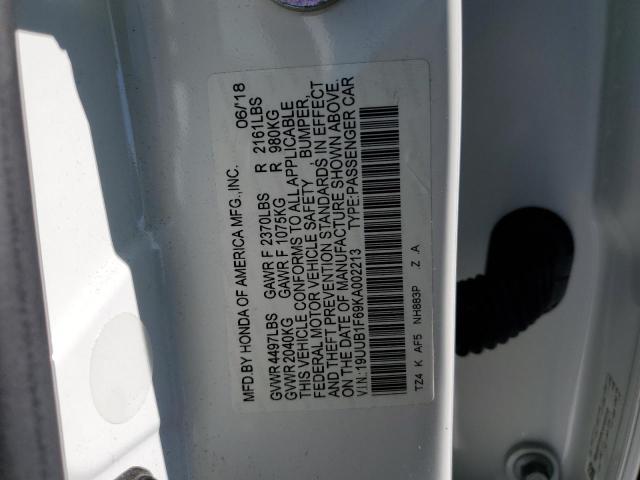 MFD.BY HONDA OF AMERICA MFG.,INC. 06/18
GVWR 4497LBS GAWR F 2370LBS R 2161LBS
GVWR 2040KG GAWR F 1075KG R 980KG
THIS VEHICLE CONFORMS TO ALL APPLICABLE
FEDERAL MOTOR VEHICLE SAFETY , BUMPER,
AND THEFT PREVENTION STANDARDS IN EFFECT
ON THE DATE OF MANUFACTURE SHOWN ABOVE.
V.I.N.:19UUB1F69KA002213 TYPE:PASSENGER CAR
TZ4 K AF5 NH883P Z A